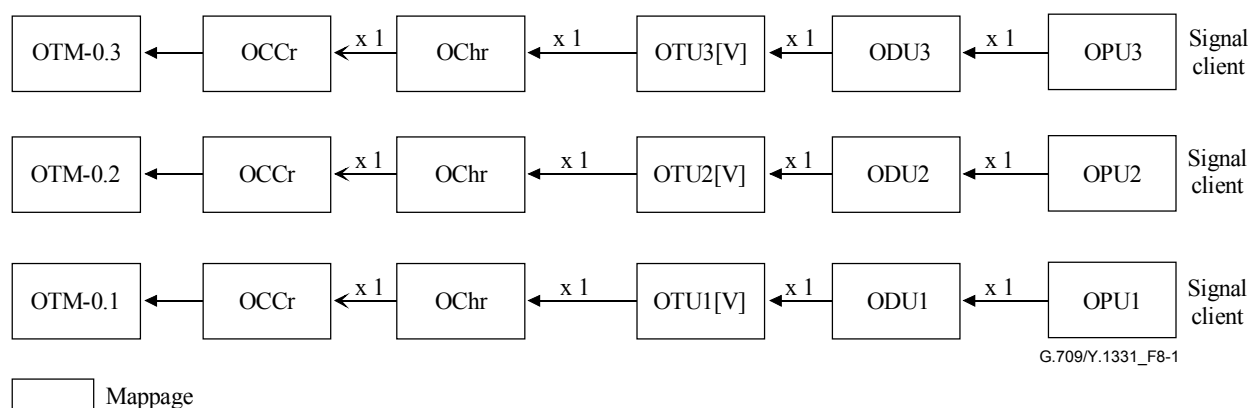 OTM-0.3 OCCr x 1 OChr x 1 OTU3[V] x 1 ODU3 x 1 OPU3 Signal
client
OTM-0.2 OCCr x 1 OChr x 1 OTU2[V] x 1 ODU2 x 1 OPU2 Signal
client
OTM-0.1 OCCr x 1 OChr x 1 OTU1[V] x 1 ODU1 x 1 OPU1 Signal
client
G.709/Y.1331_F8-1
Mappage